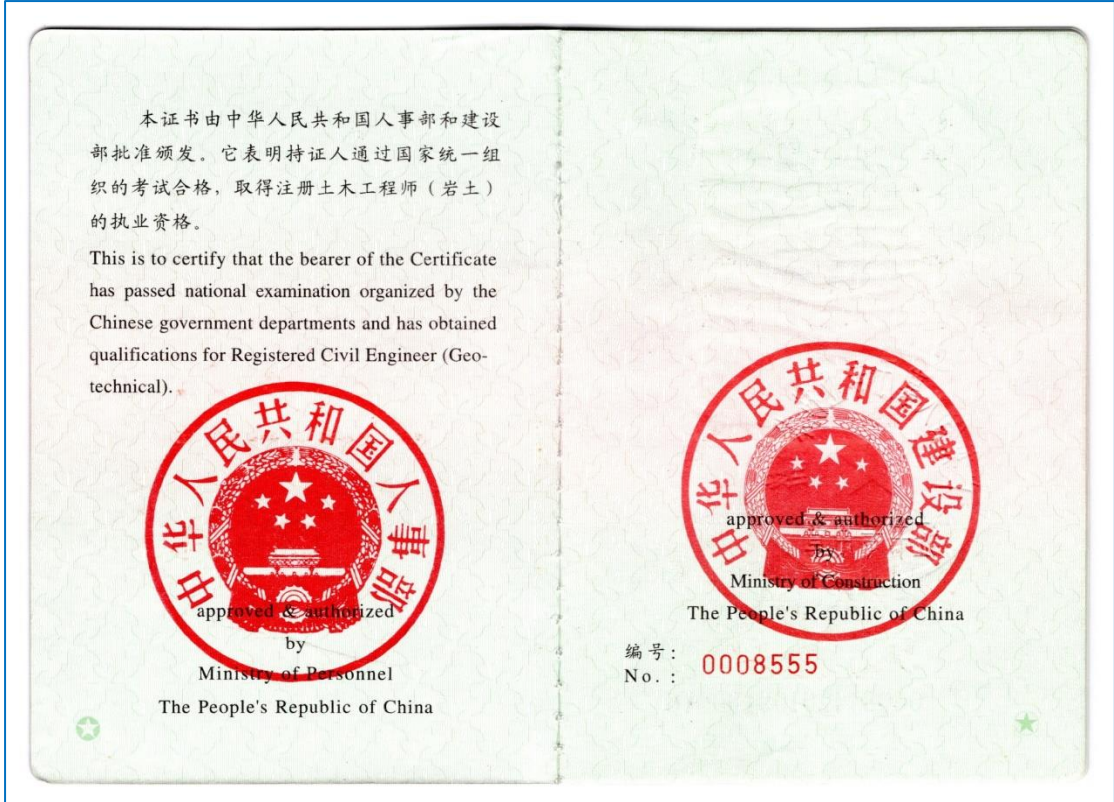 本证书由中华人民共和国人事部和建设
部批准颁发。它表明持证人通过国家统一组
织的考试合格，取得注册土木工程师（岩土）
的执业资格。
This is to certify that the bearer of the Certificate
has passed national examination organized by the
Chinese government departments and has obtained
qualifications for Registered Civil Engineer (Geo-
technical).
中华人民共和国人事部
approved & authorized
by
Ministry of Personnel
The People's Republic of China
中华人民共和国建设部
approved & authorized
by
Ministry of Construction
The People's Republic of China
编号：
No.： 0008555